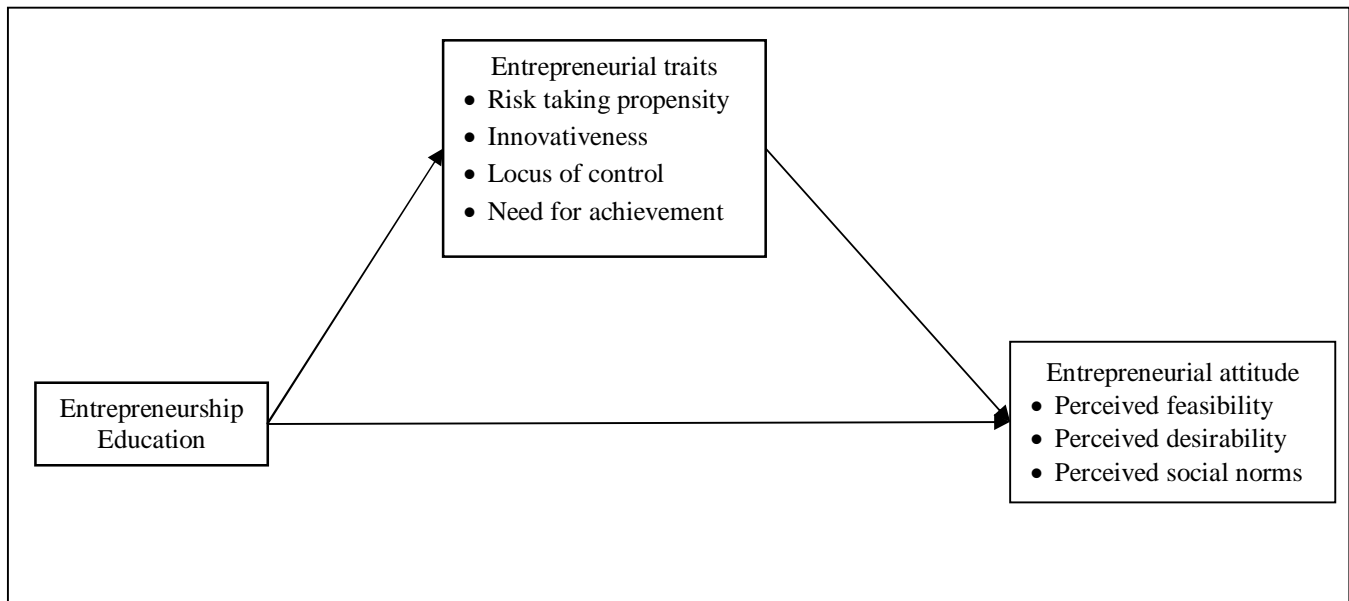 Entrepreneurial traits
• Risk taking propensity
• Innovativeness
• Locus of control
• Need for achievement
Entrepreneurship
Education
Entrepreneurial attitude
• Perceived feasibility
• Perceived desirability
• Perceived social norms